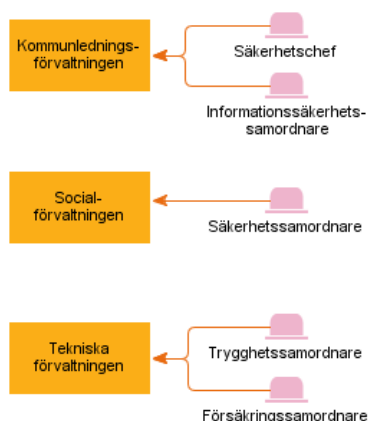 Kommunlednings-
förvaltningen
Säkerhetschef
Informationssäkerhets-
samordnare
Social-
förvaltningen
Säkerhetssamordnare
Tekniska
förvaltningen
Trygghetssamordnare
Försäkringssamordnare